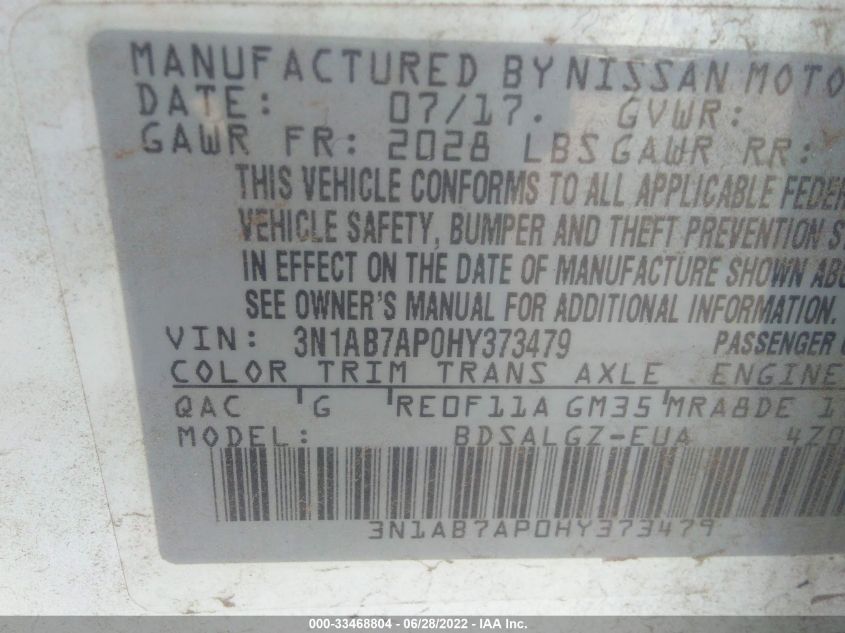 MANUFACTURED BY NISSAN MOTO
DATE: 07/17. GVWR:
GAWR FR: 2028 LBS GAWR RR:
THIS VEHICLE CONFORMS TO ALL APPLICABLE FEDER
VEHICLE SAFETY, BUMPER AND THEFT PREVENTION S
IN EFFECT ON THE DATE OF MANUFACTURE SHOWN ABO
SEE OWNER'S MANUAL FOR ADDITIONAL INFORMATION.
VIN: 3N1AB7AP0HY373479 PASSENGER
COLOR TRIM TRANS AXLE ENGINE
QAC G RE0F11A GM35 MRA8DE 1
MODEL: BDSALGZ-EUA 4Z0
3N1AB7AP0HY373479
000-33468804 - 06/28/2022 - IAA Inc.